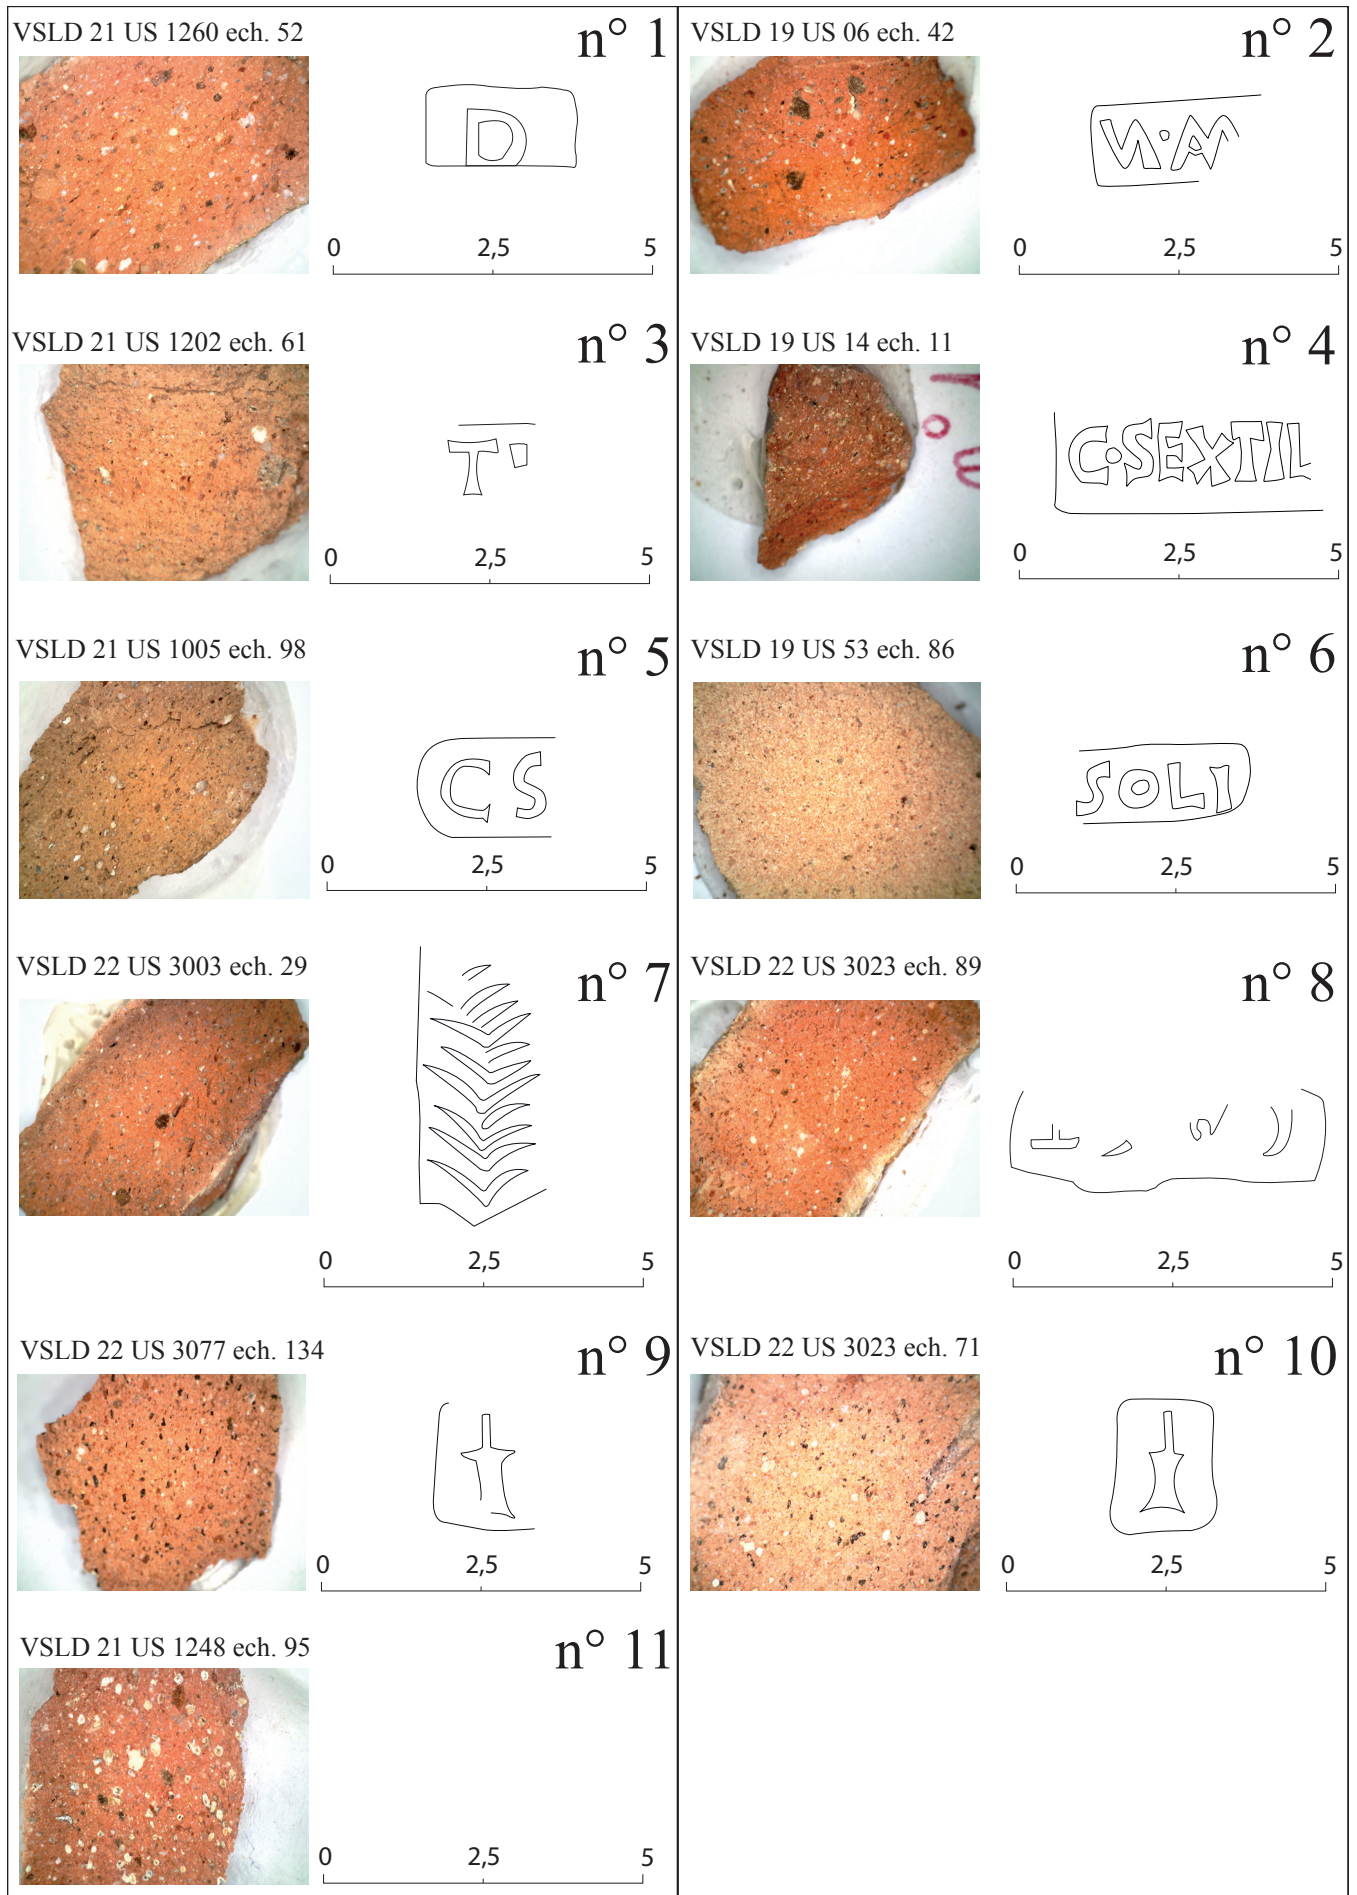 VSLD 21 US 1260 ech. 52
n° 1
D
0 2,5 5
VSLD 19 US 06 ech. 42
n° 2
0 2,5 5
VSLD 21 US 1202 ech. 61
n° 3
T
0 2,5 5
VSLD 19 US 14 ech. 11
n° 4
C·SEXTIL
0 2,5 5
VSLD 21 US 1005 ech. 98
n° 5
CS
0 2,5 5
VSLD 19 US 53 ech. 86
n° 6
SOLI
0 2,5 5
VSLD 22 US 3003 ech. 29
n° 7
0 2,5 5
VSLD 22 US 3023 ech. 89
n° 8
0 2,5 5
VSLD 22 US 3077 ech. 134
n° 9
0 2,5 5
VSLD 22 US 3023 ech. 71
n° 10
0 2,5 5
VSLD 21 US 1248 ech. 95
n° 11
0 2,5 5